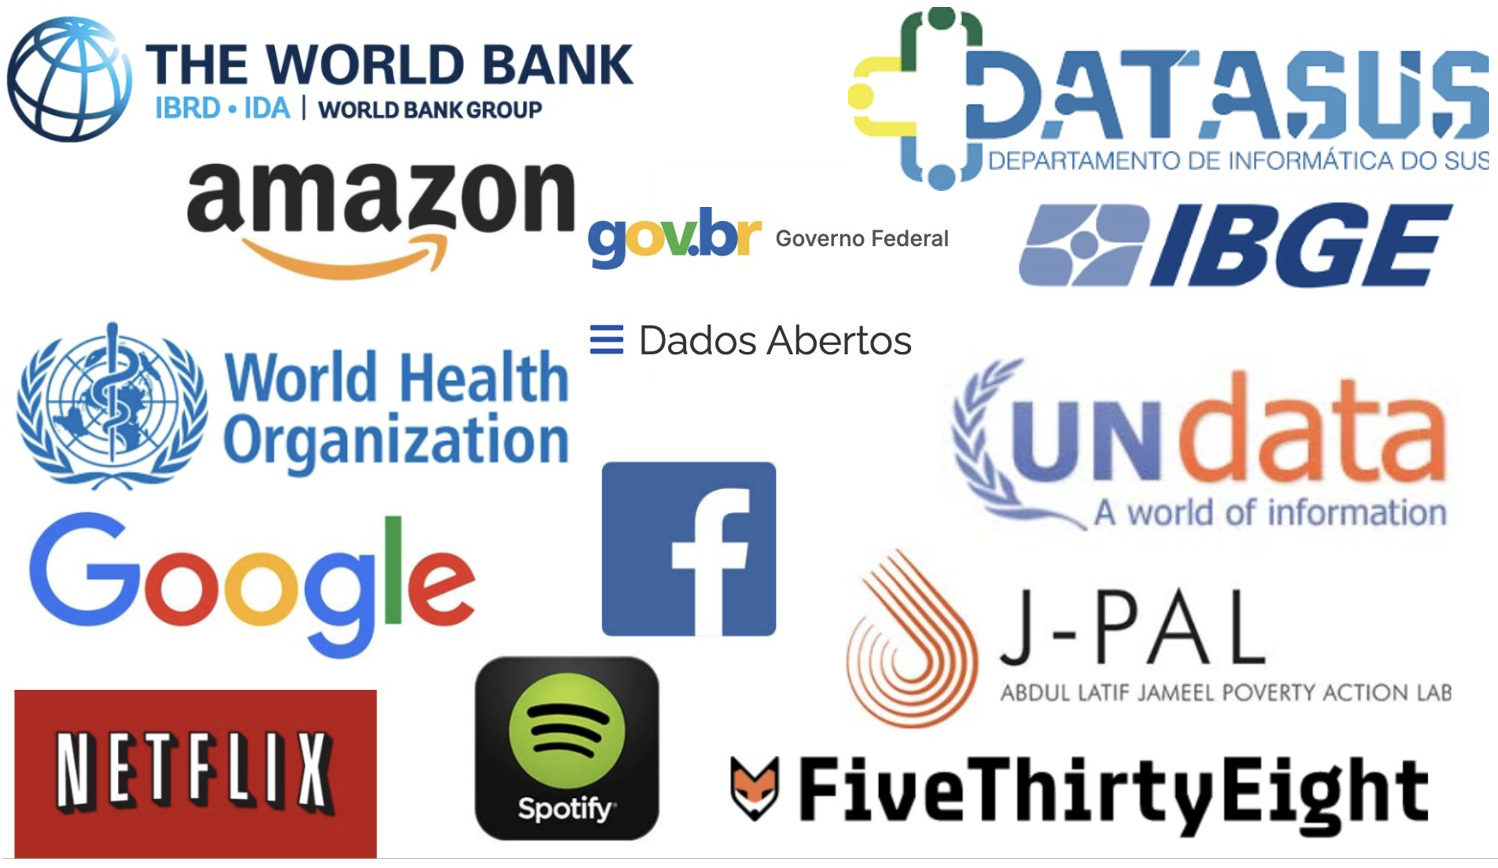 THE WORLD BANK
IBRD • IDA | WORLD BANK GROUP
DATASUS
DEPARTAMENTO DE INFORMÁTICA DO SUS
amazon
gov.br Governo Federal
IBGE
Dados Abertos
World Health
Organization
UNdata
A world of information
Google
f
J-PAL
ABDUL LATIF JAMEEL POVERTY ACTION LAB
NETFLIX
Spotify
FiveThirtyEight